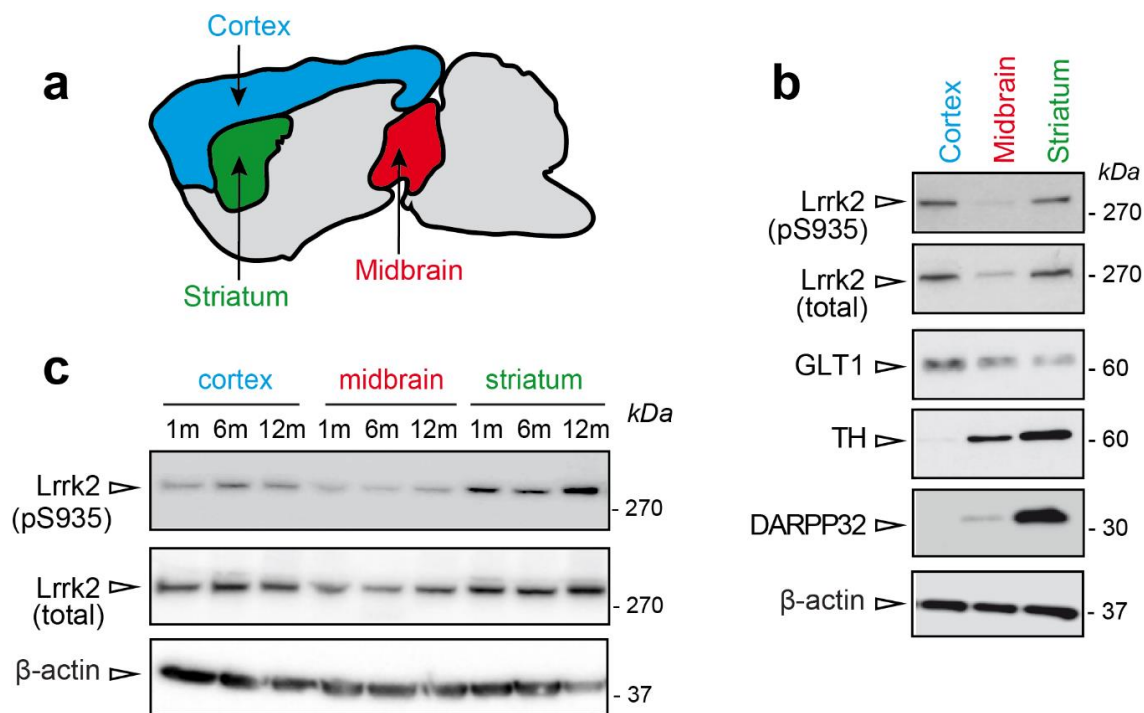 a
Cortex
Striatum
Midbrain
b
Cortex Midbrain Striatum
kDa
Lrrk2
(pS935)
- 270
Lrrk2
(total)
- 270
GLT1
- 60
TH
- 60
DARPP32
- 30
β-actin
- 37
c
cortex midbrain striatum
1m 6m 12m 1m 6m 12m 1m 6m 12m
kDa
Lrrk2
(pS935)
- 270
Lrrk2
(total)
- 270
β-actin
- 37